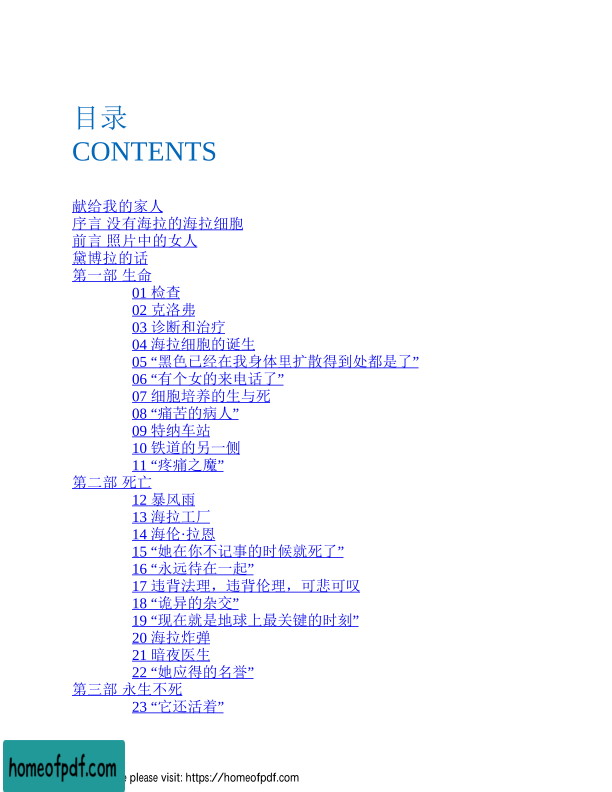 目录
CONTENTS
献给我的家人
序言 没有海拉的海拉细胞
前言 照片中的女人
黛博拉的话
第一部 生命
01 检查
02 克洛弗
03 诊断和治疗
04 海拉细胞的诞生
05 “黑色已经在我身体里扩散得到处都是了”
06 “有个女的来电话了”
07 细胞培养的生与死
08 “痛苦的病人”
09 特纳车站
10 铁道的另一侧
11 “疼痛之魔”
第二部 死亡
12 暴风雨
13 海拉工厂
14 海伦·拉恩
15 “她在你不记事的时候就死了”
16 “永远待在一起”
17 违背法理，违背伦理，可悲可叹
18 “诡异的杂交”
19 “现在就是地球上最关键的时刻”
20 海拉炸弹
21 暗夜医生
22 “她应得的名誉”
第三部 永生不死
23 “它还活着”
homeofpdf.com
please visit: https://homeofpdf.com